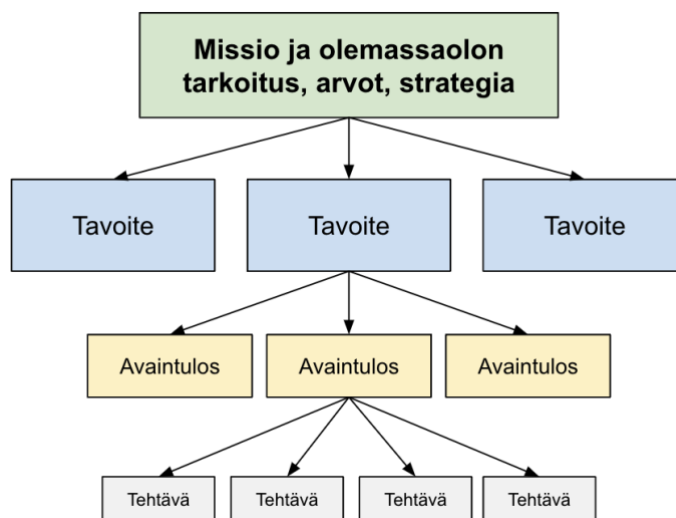 Missio ja olemassaolon
tarkoitus, arvot, strategia
Tavoite
Tavoite
Tavoite
Avaintulos
Avaintulos
Avaintulos
Tehtävä
Tehtävä
Tehtävä
Tehtävä